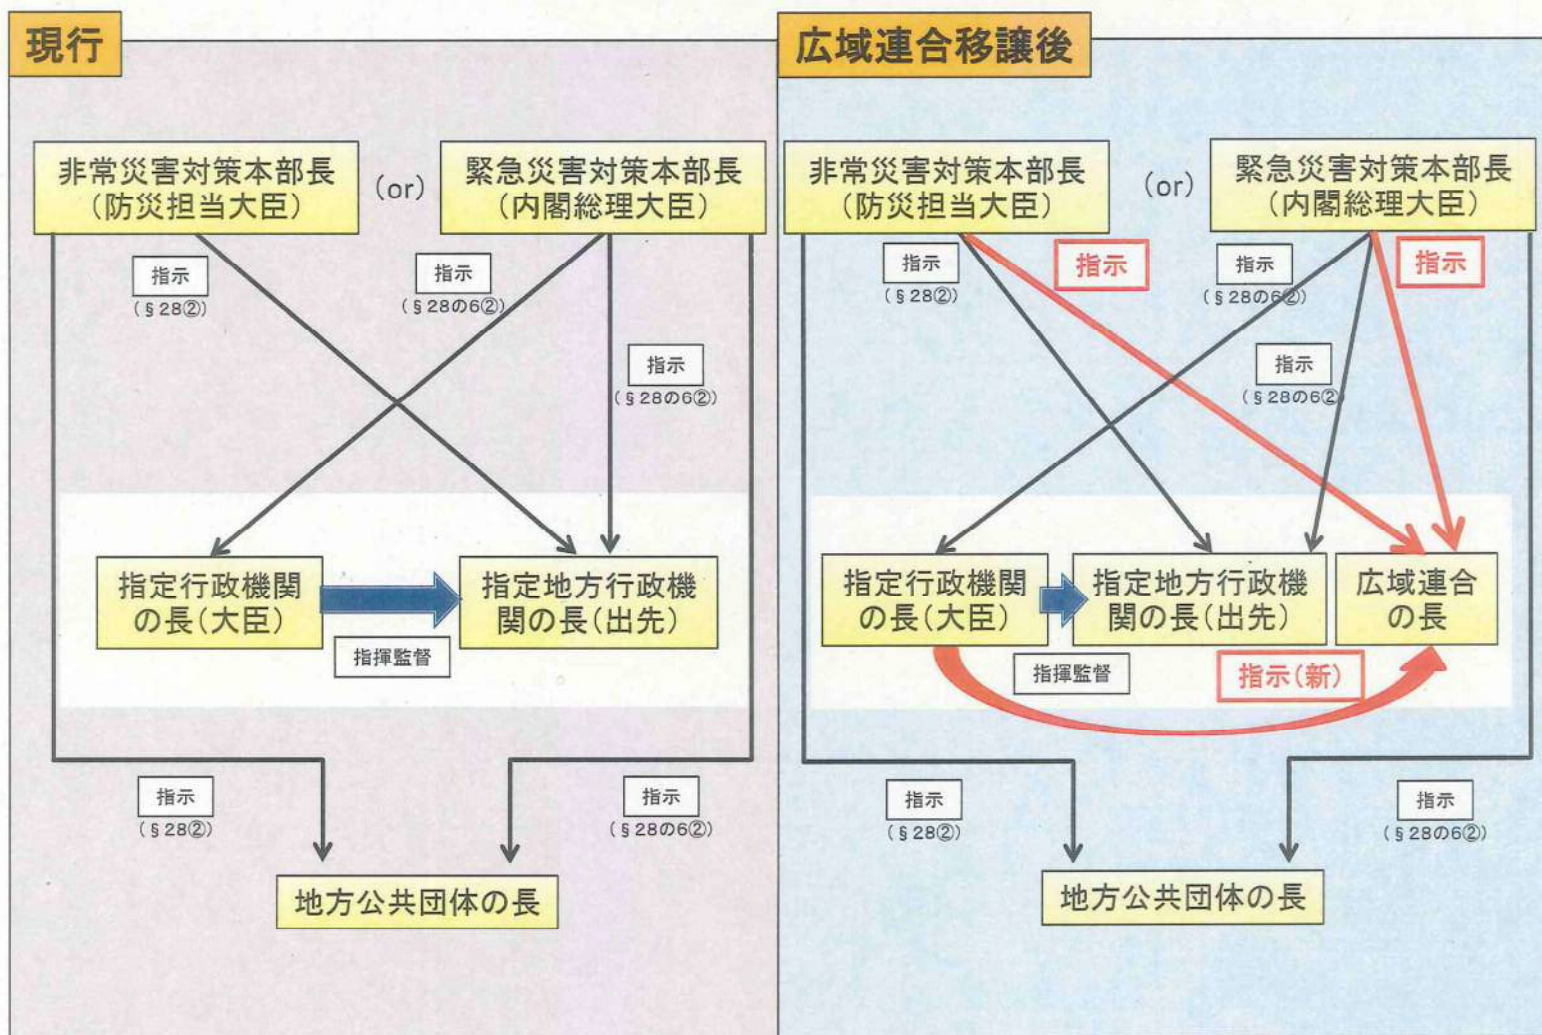 現行
非常災害対策本部長
（防災担当大臣）
（or）
緊急災害対策本部長
（内閣総理大臣）
指示
（§28②）
指示
（§28の6②）
指示
（§28の6②）
指定行政機関
の長（大臣）
指定地方行政機
関の長（出先）
指揮監督
指示
（§28②）
指示
（§28の6②）
地方公共団体の長
広域連合移譲後
非常災害対策本部長
（防災担当大臣）
（or）
緊急災害対策本部長
（内閣総理大臣）
指示
（§28②）
指示
指示
（§28の6②）
指示
指示
（§28の6②）
指定行政機関
の長（大臣）
指定地方行政機
関の長（出先）
広域連合
の長
指揮監督
指示（新）
指示
（§28②）
指示
（§28の6②）
地方公共団体の長